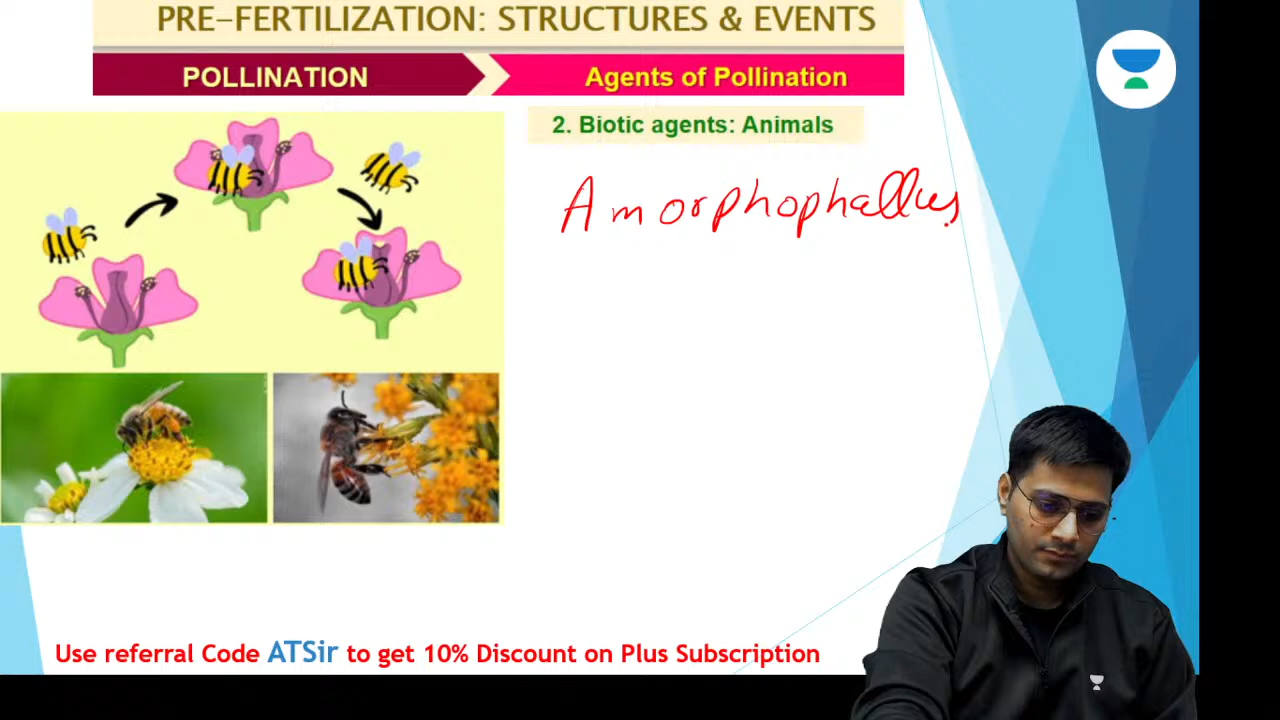 PRE-FERTILIZATION: STRUCTURES & EVENTS
POLLINATION
Agents of Pollination
2. Biotic agents: Animals
Amorphophallus
Use referral Code ATSir to get 10% Discount on Plus Subscription